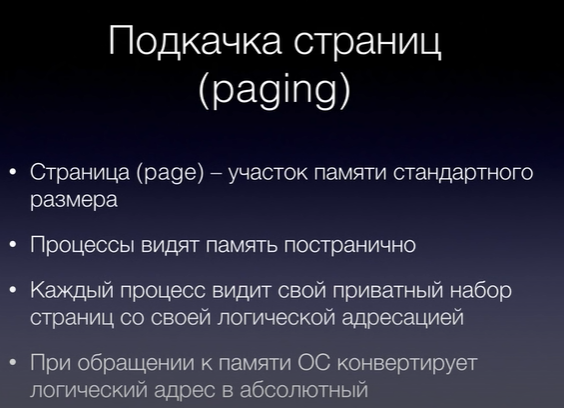 Подкачка страниц
(paging)
• Страница (page) – участок памяти стандартного
размера
• Процессы видят память постранично
• Каждый процесс видит свой приватный набор
страниц со своей логической адресацией
• При обращении к памяти ОС конвертирует
логический адрес в абсолютный